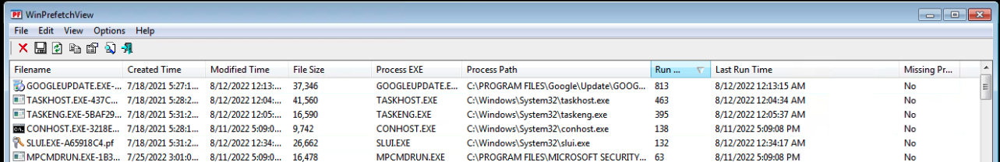 PF WinPrefetchView
File Edit View Options Help
Filename Created Time Modified Time File Size Process EXE Process Path Run ... Last Run Time Missing Pr...
GOOGLEUPDATE.EXE-... 7/18/2021 5:27:1... 8/12/2022 12:13:... 37,346 GOOGLEUPDATE.E... C:\PROGRAM FILES\Google\Update\GOOG... 813 8/12/2022 12:13:15 AM No
TASKHOST.EXE-437C... 7/18/2021 5:28:2... 8/12/2022 12:04:... 41,560 TASKHOST.EXE C:\Windows\System32\taskhost.exe 463 8/12/2022 12:04:34 AM No
TASKENG.EXE-5BAF29... 7/18/2021 5:31:2... 8/12/2022 12:05:... 16,590 TASKENG.EXE C:\Windows\System32\taskeng.exe 395 8/12/2022 12:05:37 AM No
CONHOST.EXE-3218E... 7/18/2021 5:28:1... 8/11/2022 5:09:0... 9,742 CONHOST.EXE C:\Windows\System32\conhost.exe 138 8/11/2022 5:09:08 PM No
SLUI.EXE-A65918C4.pf 7/18/2021 5:31:2... 8/12/2022 12:34:... 26,662 SLUI.EXE C:\Windows\System32\slui.exe 132 8/12/2022 12:34:17 AM No
MPCMDRUN.EXE-1B3... 7/25/2022 3:01:0... 8/11/2022 5:09:0... 16,478 MPCMDRUN.EXE C:\PROGRAM FILES\MICROSOFT SECURITY... 63 8/11/2022 5:09:08 PM No